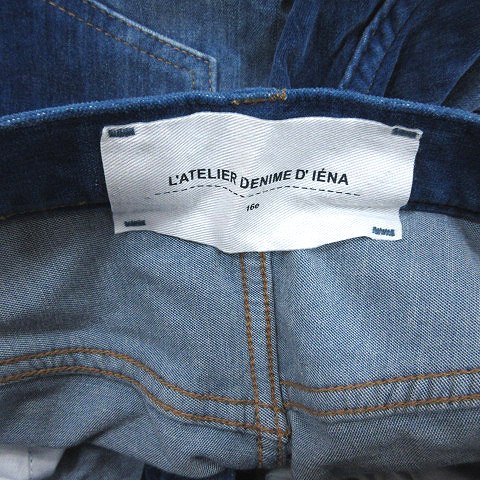 L'ATELIER DENIME D' IÉNA
16e